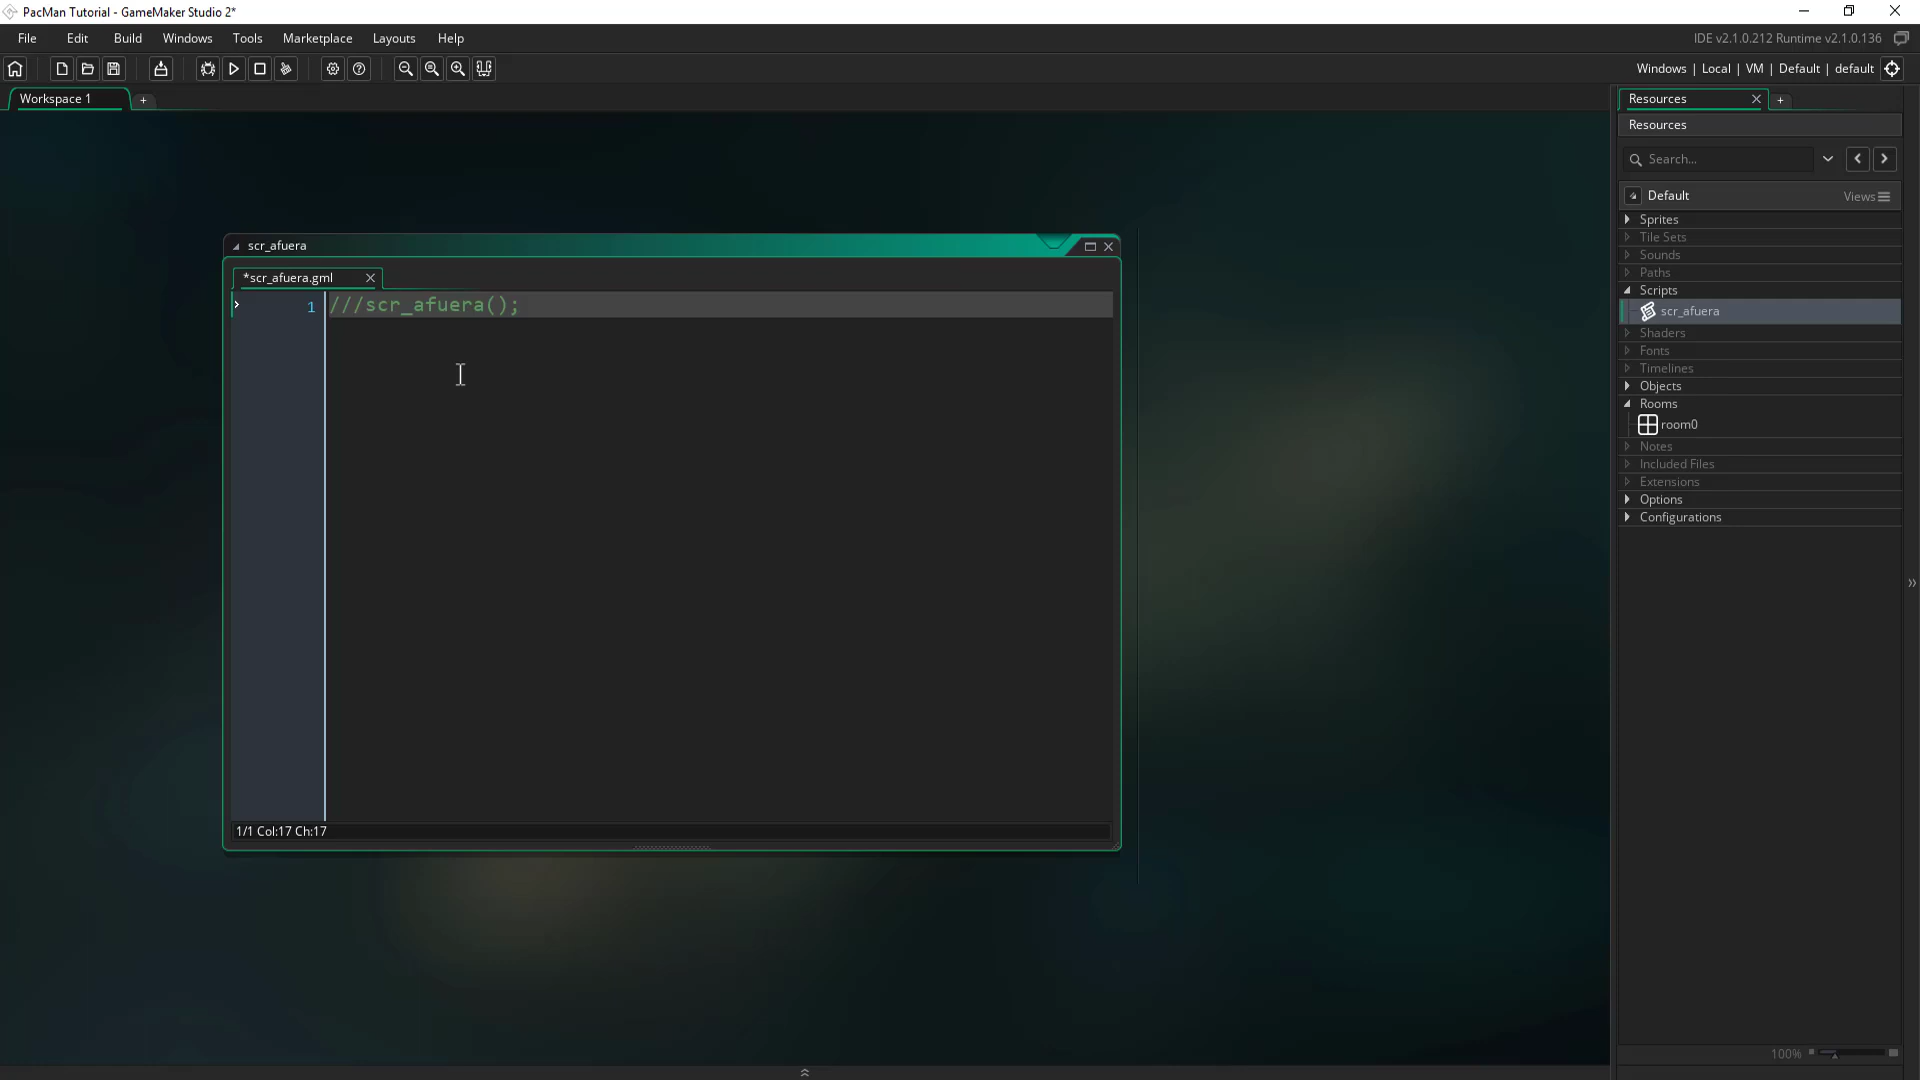 PacMan Tutorial - GameMaker Studio 2*
File Edit Build Windows Tools Marketplace Layouts Help
IDE v2.1.0.212 Runtime v2.1.0.136
Windows | Local | VM | Default | default
Workspace 1
Resources
Resources
Search...
Default Views
Sprites
Tile Sets
Sounds
Paths
Scripts
scr_afuera
Shaders
Fonts
Timelines
Objects
Rooms
room0
Notes
Included Files
Extensions
Options
Configurations
scr_afuera
*scr_afuera.gml
1 ///scr_afuera();
1/1 Col:17 Ch:17
100%